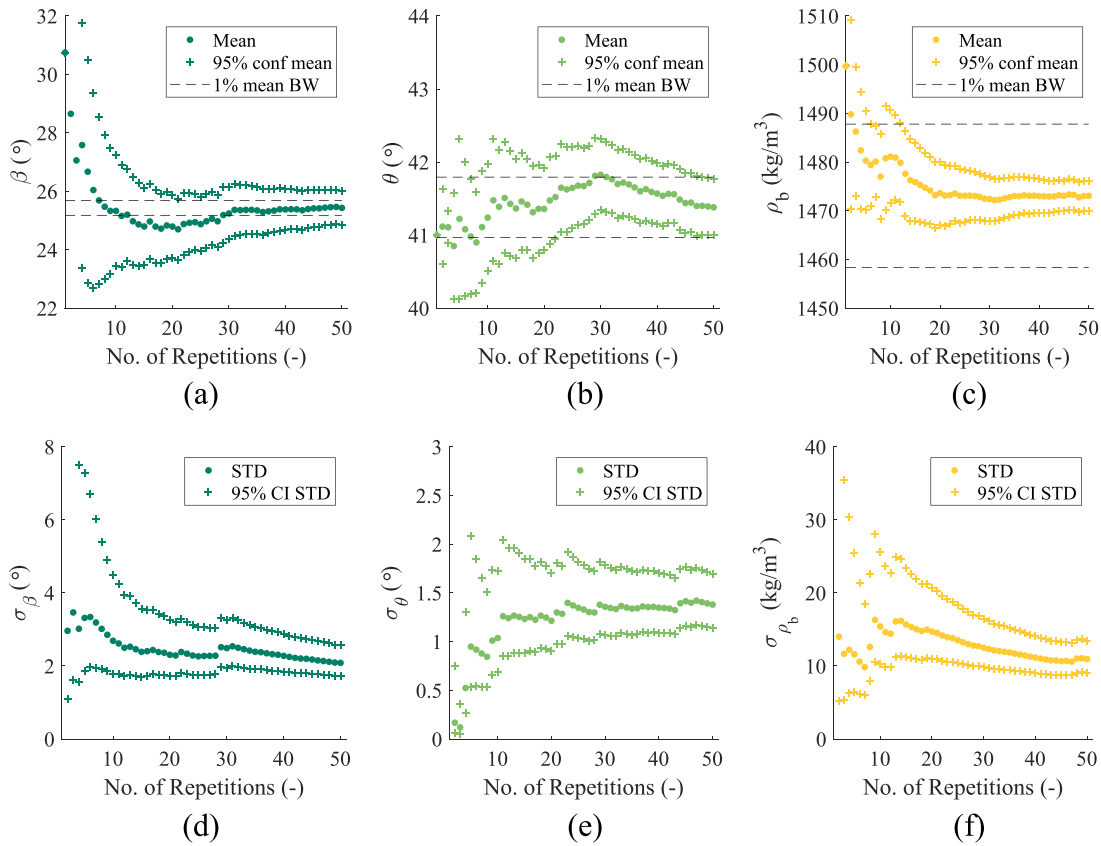 32
30
28
26
24
22
β (°)
Mean
95% conf mean
1% mean BW
10 20 30 40 50
No. of Repetitions (-)
(a)
44
43
42
41
40
θ (°)
Mean
95% conf mean
1% mean BW
10 20 30 40 50
No. of Repetitions (-)
(b)
1510
1500
1490
1480
1470
1460
1450
ρb (kg/m³)
Mean
95% conf mean
1% mean BW
10 20 30 40 50
No. of Repetitions (-)
(c)
8
6
4
2
0
σβ (°)
STD
95% CI STD
10 20 30 40 50
No. of Repetitions (-)
(d)
3
2.5
2
1.5
1
0.5
0
σθ (°)
STD
95% CI STD
10 20 30 40 50
No. of Repetitions (-)
(e)
40
30
20
10
0
σρb (kg/m³)
STD
95% CI STD
10 20 30 40 50
No. of Repetitions (-)
(f)